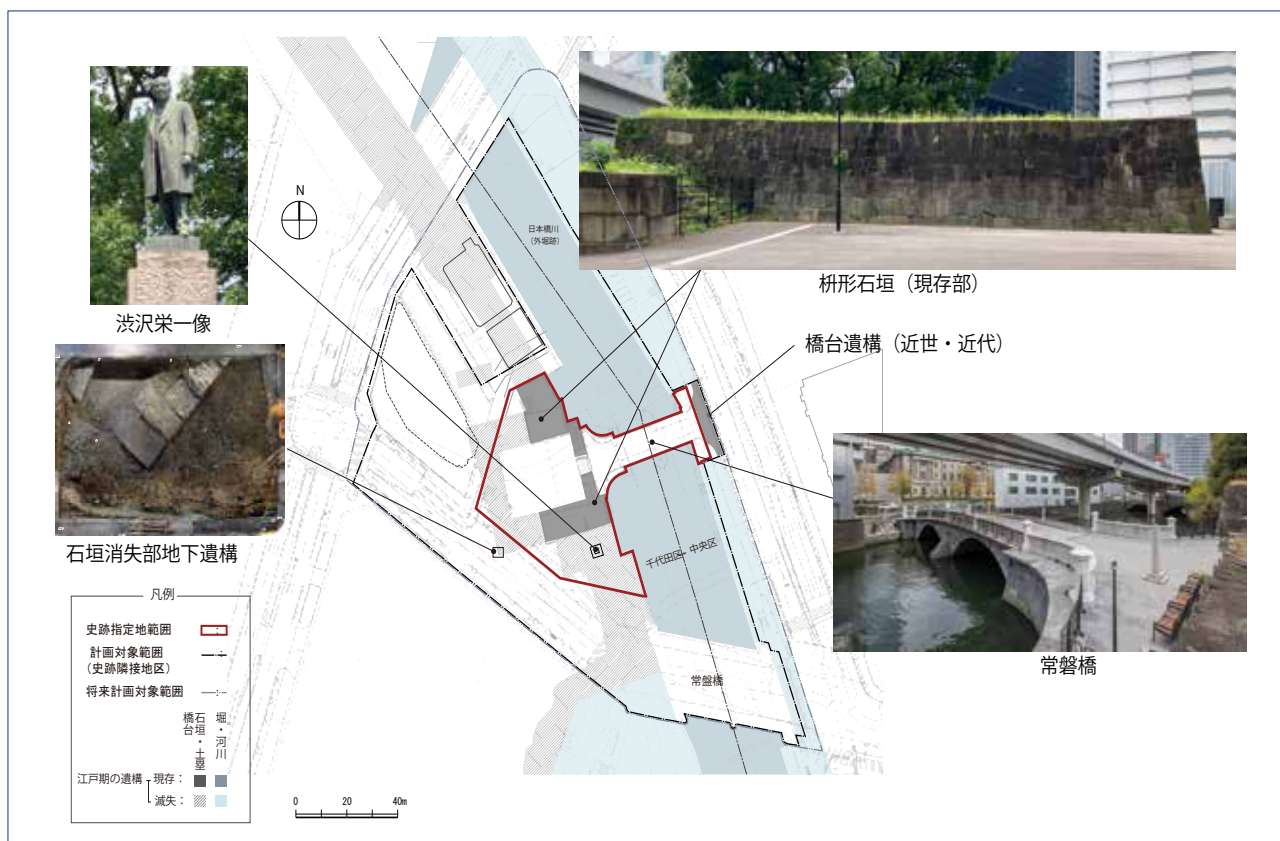 渋沢栄一像
石垣消失部地下遺構
N
日本橋川
（外堀跡）
枡形石垣（現存部）
橋台遺構（近世・近代）
千代田区
中央区
常磐橋
常盤橋
凡例
史跡指定地範囲
計画対象範囲
（史跡隣接地区）
将来計画対象範囲
石垣・土塁
橋台
堀・河川
江戸期の遺構
現存：
滅失：
0 20 40m